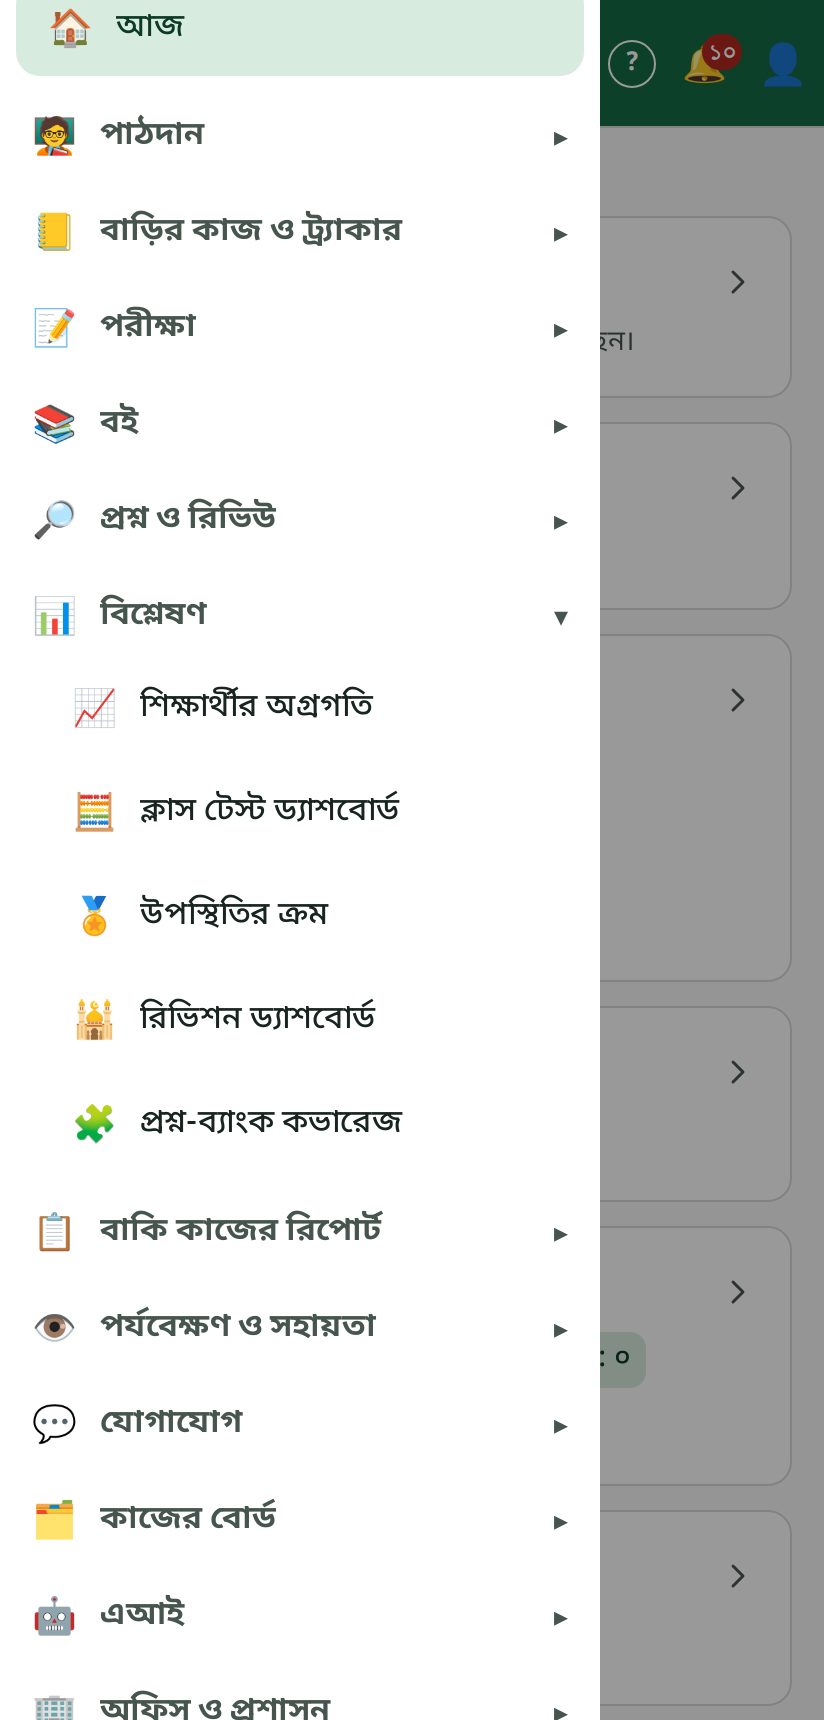 আজ
?
১০
পাঠদান
বাড়ির কাজ ও ট্র্যাকার
পরীক্ষা
বই
প্রশ্ন ও রিভিউ
বিশ্লেষণ
শিক্ষার্থীর অগ্রগতি
ক্লাস টেস্ট ড্যাশবোর্ড
উপস্থিতির ক্রম
রিভিশন ড্যাশবোর্ড
প্রশ্ন-ব্যাংক কভারেজ
বাকি কাজের রিপোর্ট
পর্যবেক্ষণ ও সহায়তা
: ০
যোগাযোগ
কাজের বোর্ড
এআই
অফিস ও প্রশাসন